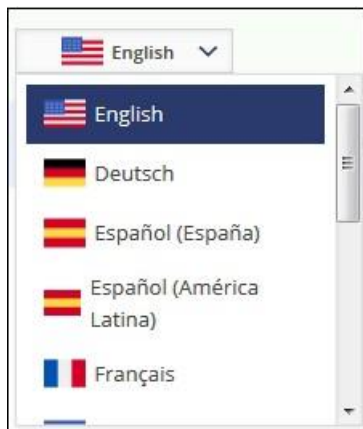 English
English
Deutsch
Español (España)
Español (América
Latina)
Français